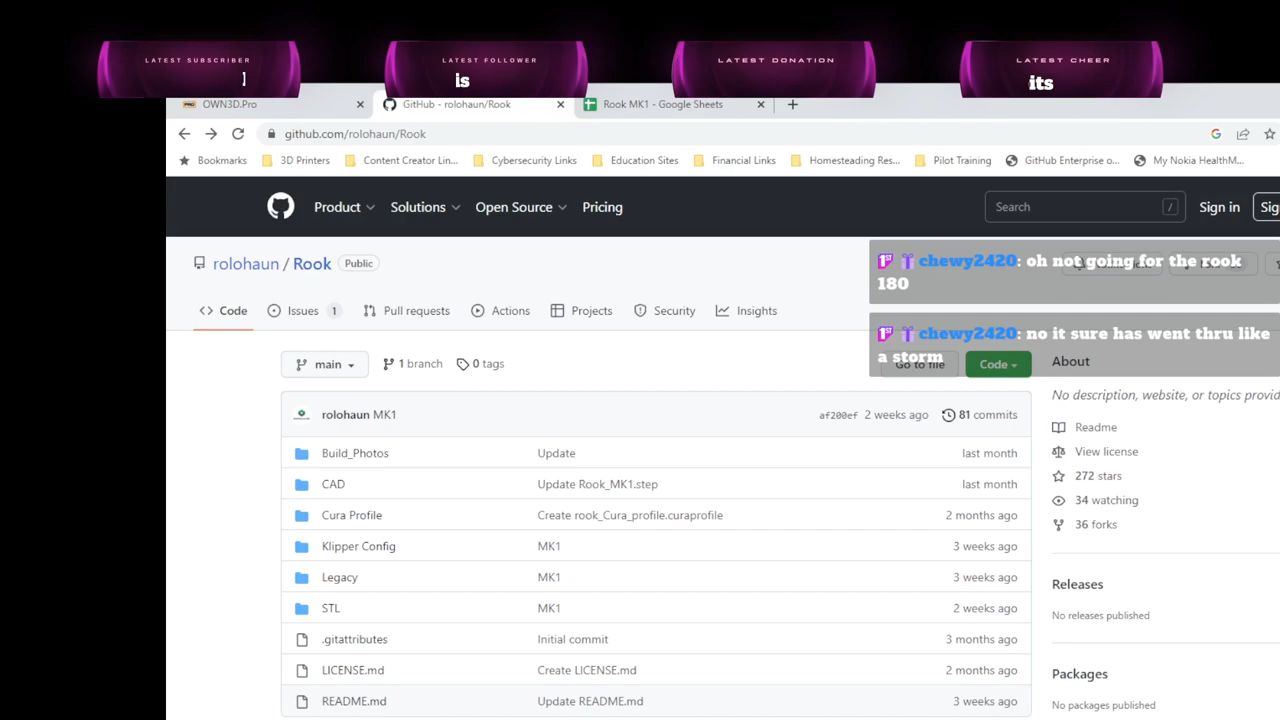 LATEST SUBSCRIBER
LATEST FOLLOWER
is
LATEST DONATION
LATEST CHEER
its
OWN3D.Pro
GitHub - rolohaun/Rook
Rook MK1 - Google Sheets
github.com/rolohaun/Rook
Bookmarks
3D Printers
Content Creator Lin...
Cybersecurity Links
Education Sites
Financial Links
Homesteading Res...
Pilot Training
GitHub Enterprise o...
My Nokia HealthM...
Product
Solutions
Open Source
Pricing
Search /
Sign in
Sig
rolohaun / Rook Public
chewy2420: oh not going for the rook
180
Code
Issues 1
Pull requests
Actions
Projects
Security
Insights
chewy2420: no it sure has went thru like
a storm
main
1 branch
0 tags
Go to file
Code
About
No description, website, or topics provid
rolohaun MK1 af200ef 2 weeks ago 81 commits
Build_Photos Update last month
CAD Update Rook_MK1.step last month
Cura Profile Create rook_Cura_profile.curaprofile 2 months ago
Klipper Config MK1 3 weeks ago
Legacy MK1 3 weeks ago
STL MK1 2 weeks ago
.gitattributes Initial commit 3 months ago
LICENSE.md Create LICENSE.md 2 months ago
README.md Update README.md 3 weeks ago
Readme
View license
272 stars
34 watching
36 forks
Releases
No releases published
Packages
No packages published